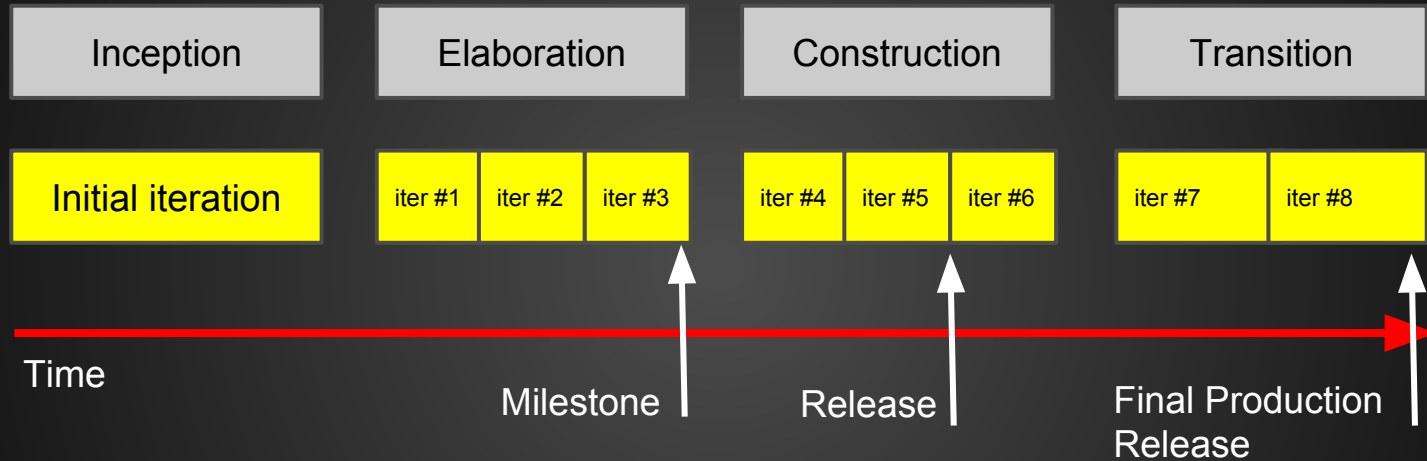 Inception
Elaboration
Construction
Transition
Initial iteration
iter #1
iter #2
iter #3
iter #4
iter #5
iter #6
iter #7
iter #8
Time
Milestone
Release
Final Production
Release